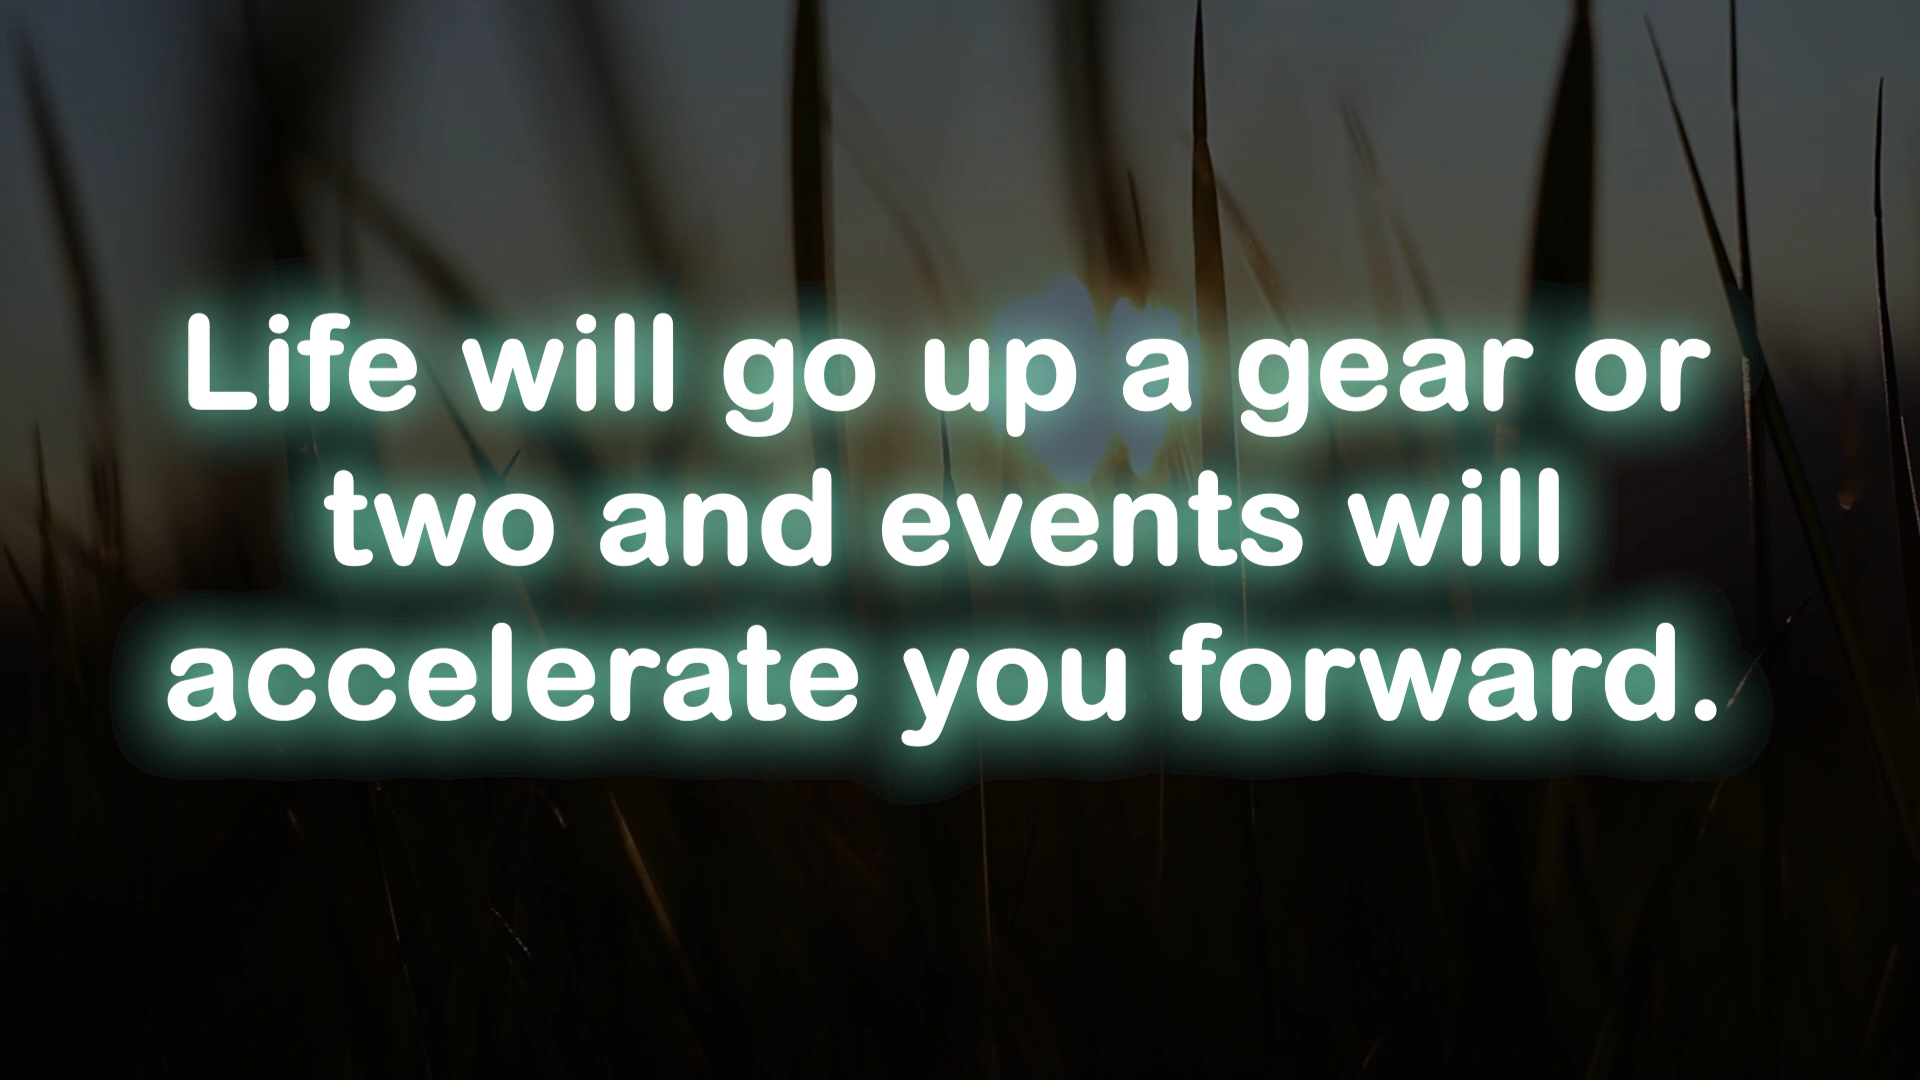 Life will go up a gear or
two and events will
accelerate you forward.